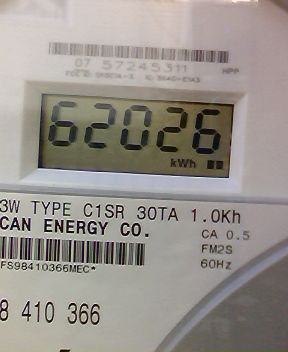 07 57245311 HPP
62026
kWh
3W TYPE C1SR 30TA 1.0Kh
CAN ENERGY CO.
CA 0.5
FM2S
60Hz
FS98410366MEC*
8 410 366